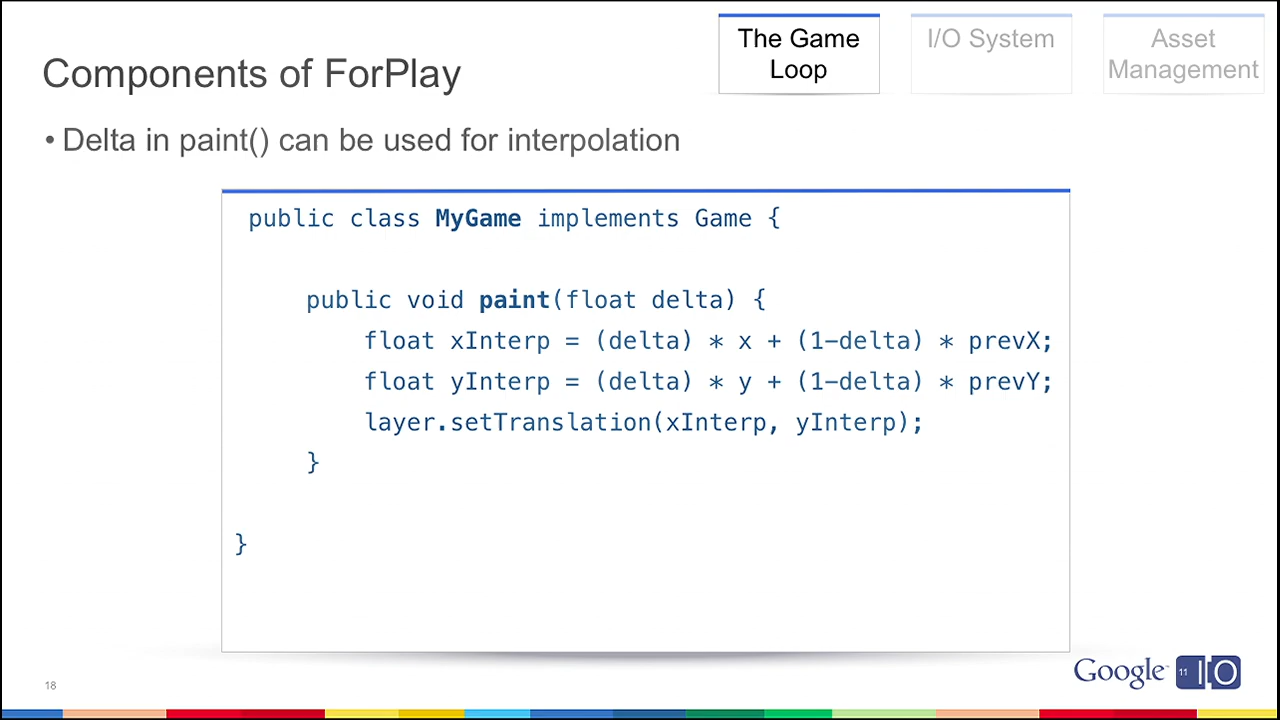 The Game
Loop
I/O System
Asset
Management
Components of ForPlay
• Delta in paint() can be used for interpolation
public class MyGame implements Game {
public void paint(float delta) {
float xInterp = (delta) * x + (1-delta) * prevX;
float yInterp = (delta) * y + (1-delta) * prevY;
layer.setTranslation(xInterp, yInterp);
}
}
18
Google™ 11 IO